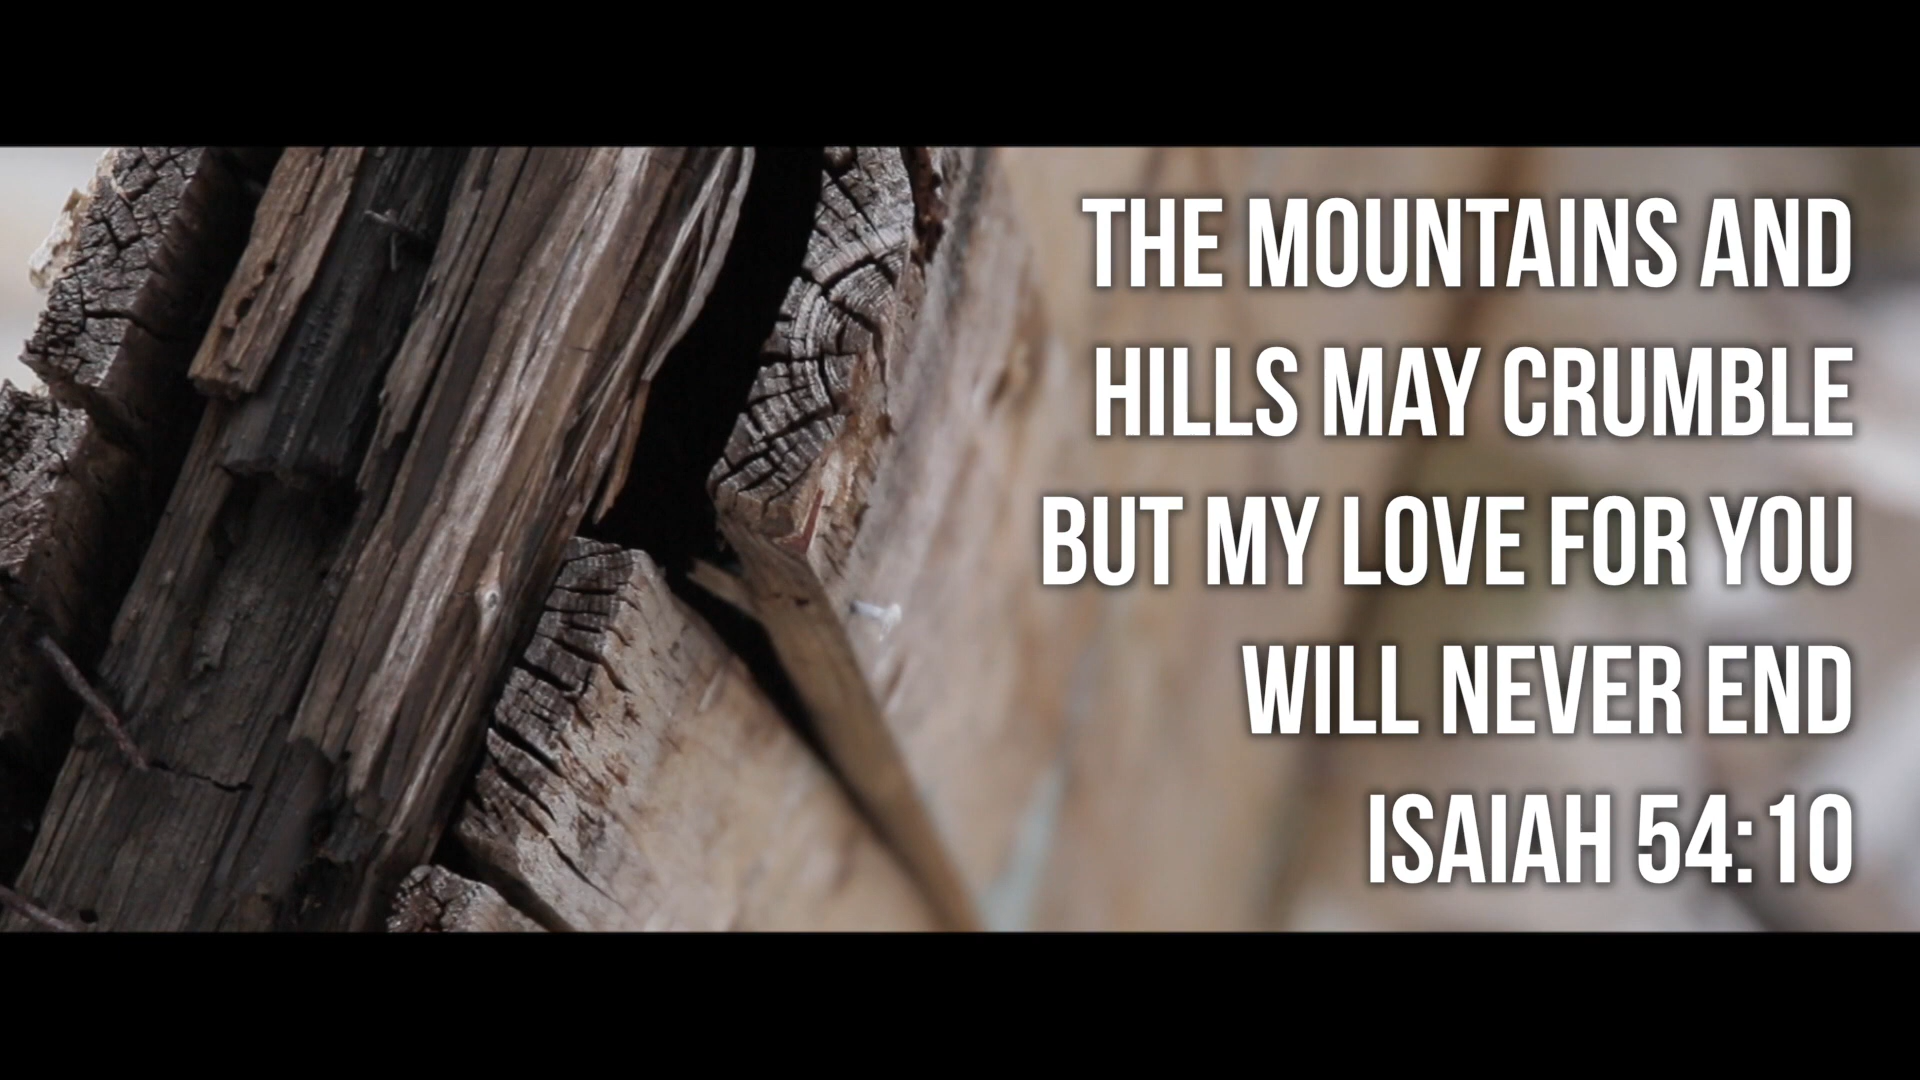 THE MOUNTAINS AND
HILLS MAY CRUMBLE
BUT MY LOVE FOR YOU
WILL NEVER END
ISAIAH 54:10